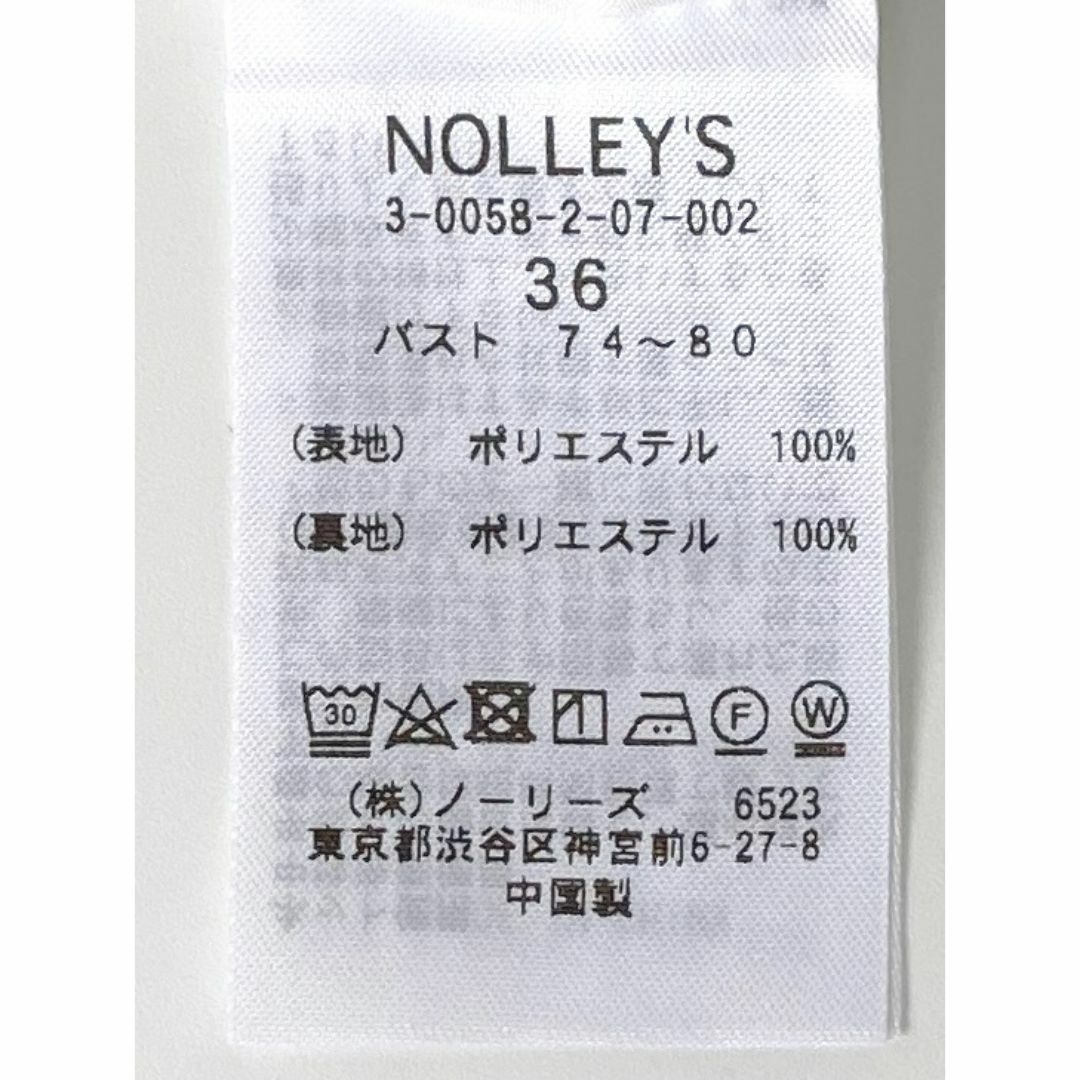 NOLLEY'S
3-0058-2-07-002
36
バスト 74～80
(表地) ポリエステル 100%
(裏地) ポリエステル 100%
30 F W
(株)ノーリーズ 6523
東京都渋谷区神宮前6-27-8
中国製